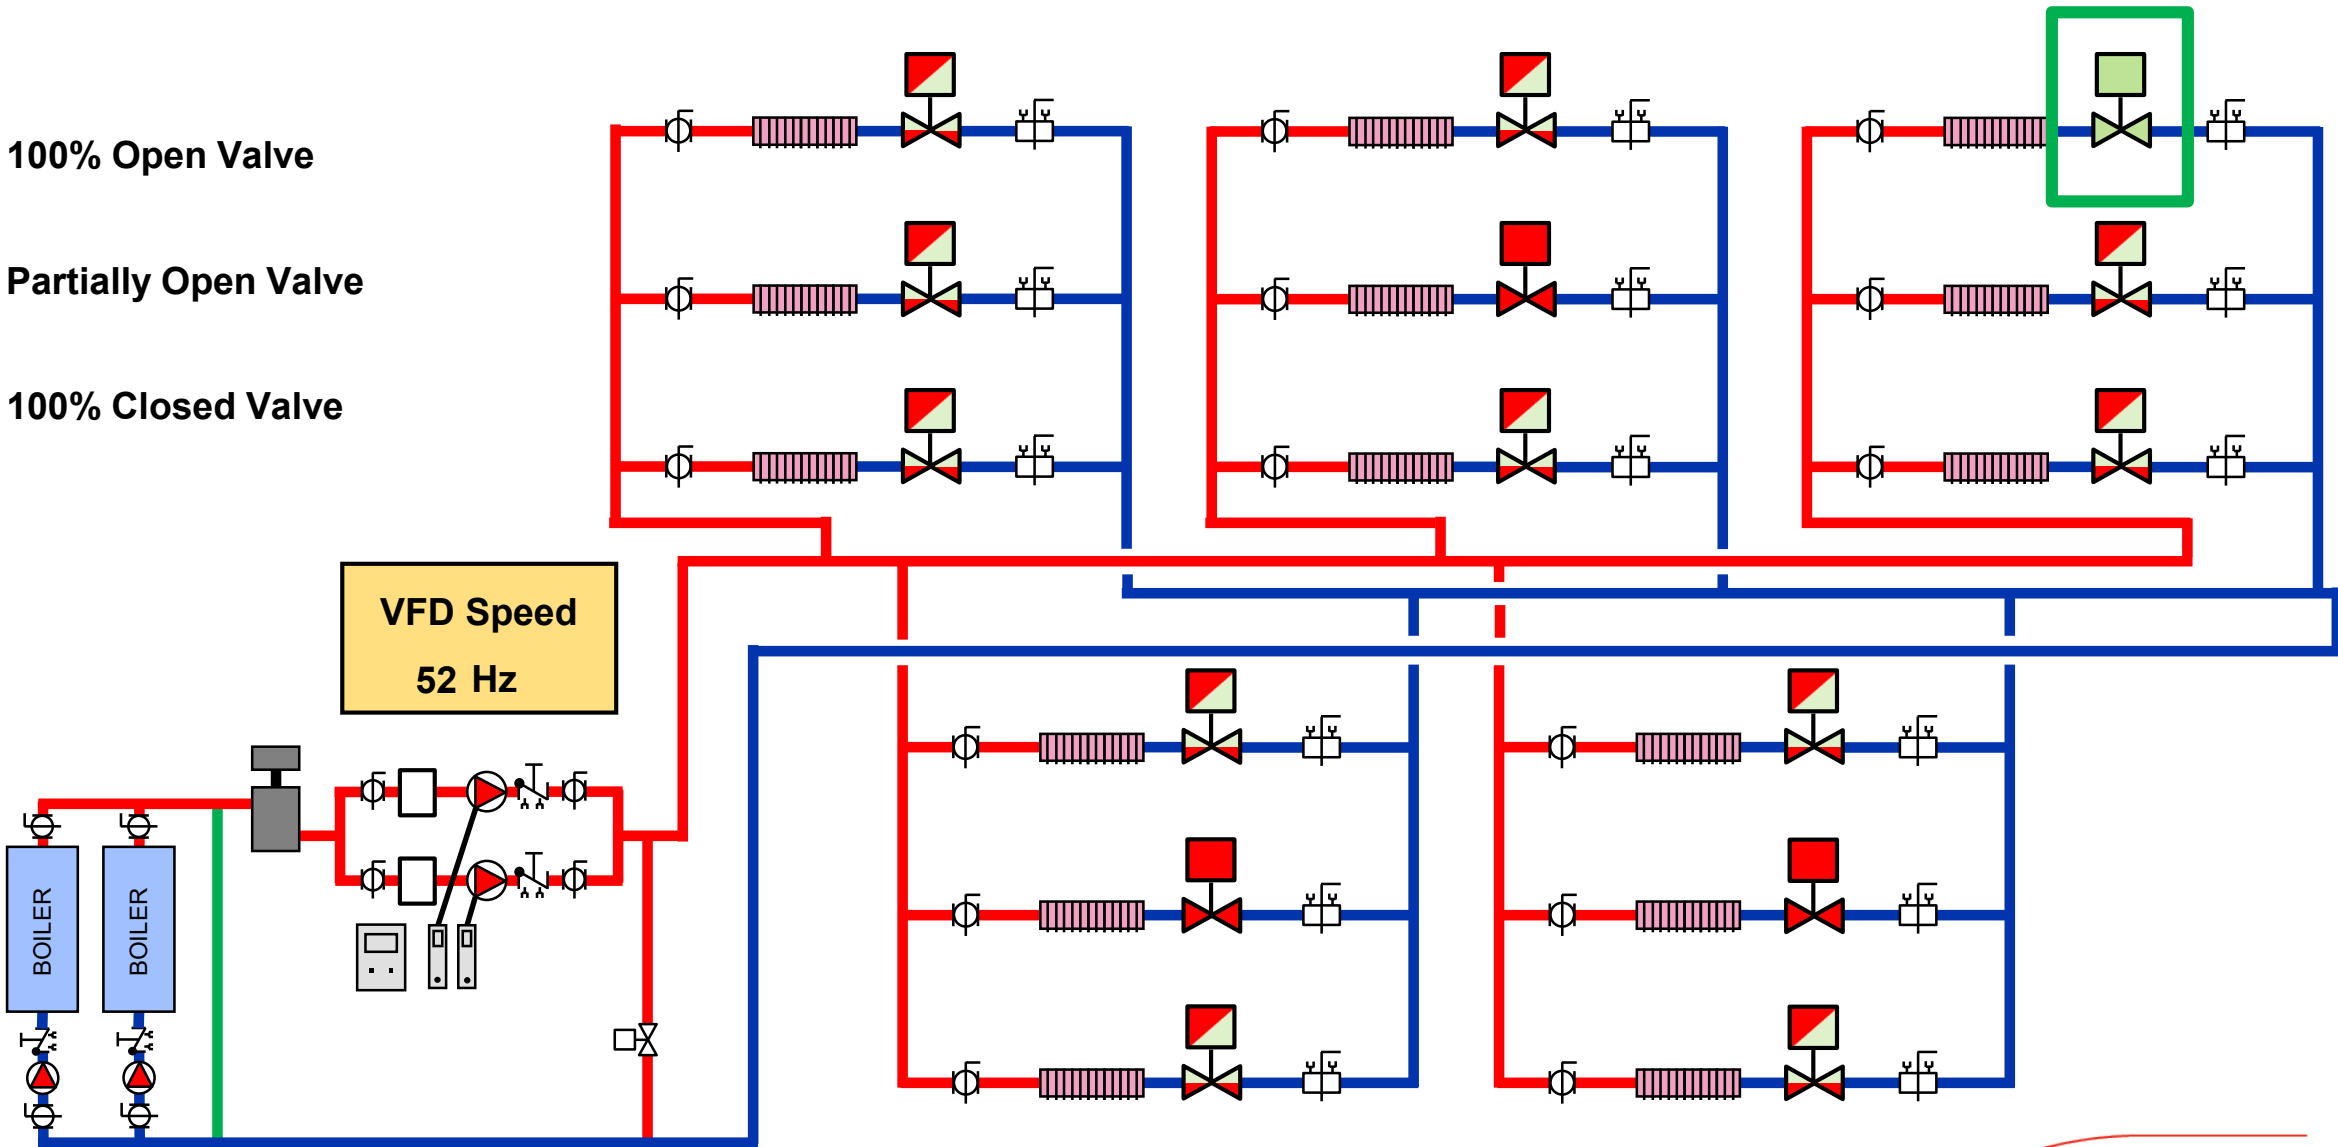 100% Open Valve
Partially Open Valve
100% Closed Valve
VFD Speed
52 Hz
BOILER
BOILER